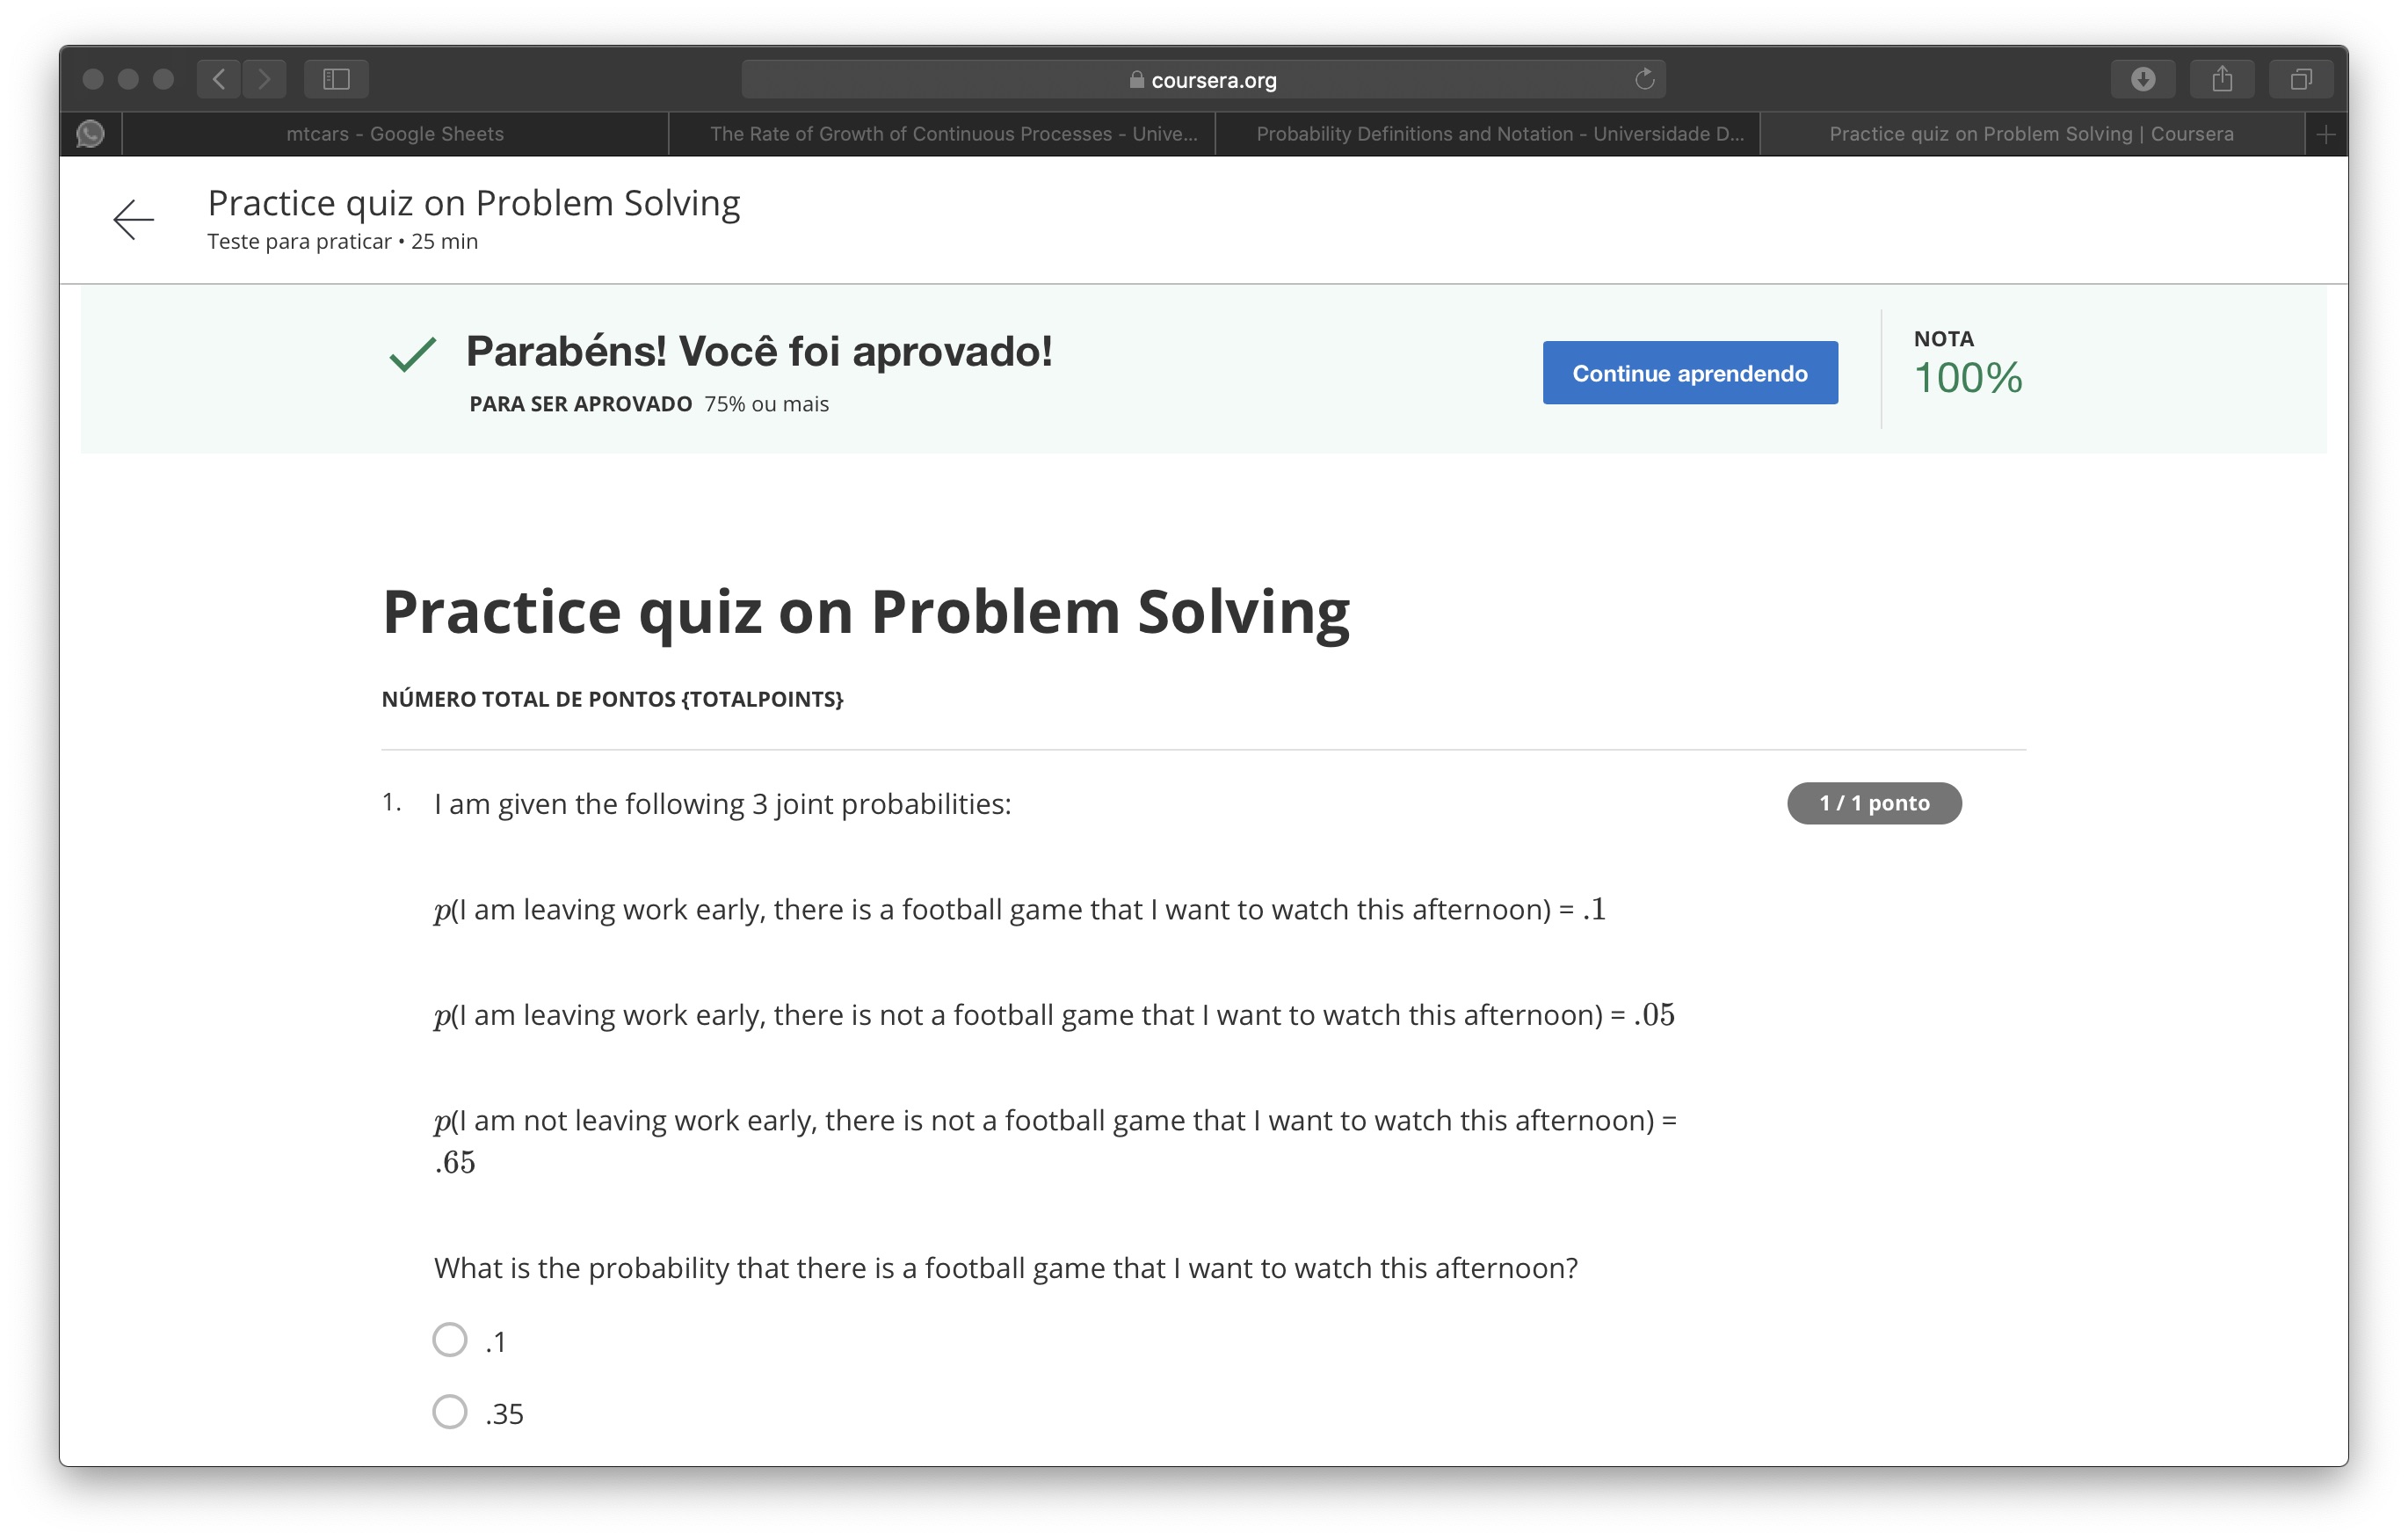 coursera.org
mtcars - Google Sheets
The Rate of Growth of Continuous Processes - Unive...
Probability Definitions and Notation - Universidade D...
Practice quiz on Problem Solving | Coursera
Practice quiz on Problem Solving
Teste para praticar • 25 min
Parabéns! Você foi aprovado!
PARA SER APROVADO 75% ou mais
Continue aprendendo
NOTA
100%
Practice quiz on Problem Solving
NÚMERO TOTAL DE PONTOS {TOTALPOINTS}
1. I am given the following 3 joint probabilities:
1 / 1 ponto
p(I am leaving work early, there is a football game that I want to watch this afternoon) = .1
p(I am leaving work early, there is not a football game that I want to watch this afternoon) = .05
p(I am not leaving work early, there is not a football game that I want to watch this afternoon) =
.65
What is the probability that there is a football game that I want to watch this afternoon?
.1
.35